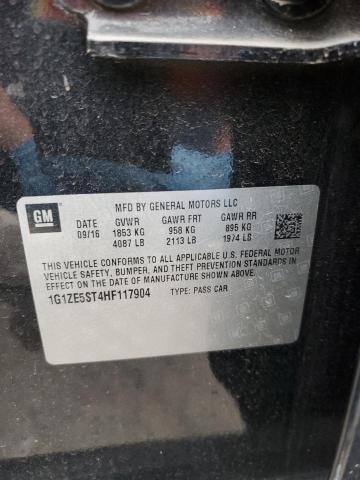 MFD BY GENERAL MOTORS LLC
GM
DATE GVWR GAWR FRT GAWR RR
09/16 1853 KG 958 KG 895 KG
4087 LB 2113 LB 1974 LB
THIS VEHICLE CONFORMS TO ALL APPLICABLE U.S. FEDERAL MOTOR
VEHICLE SAFETY, BUMPER, AND THEFT PREVENTION STANDARDS IN
EFFECT ON THE DATE OF MANUFACTURE SHOWN ABOVE.
1G1ZE5ST4HF117904 TYPE: PASS CAR